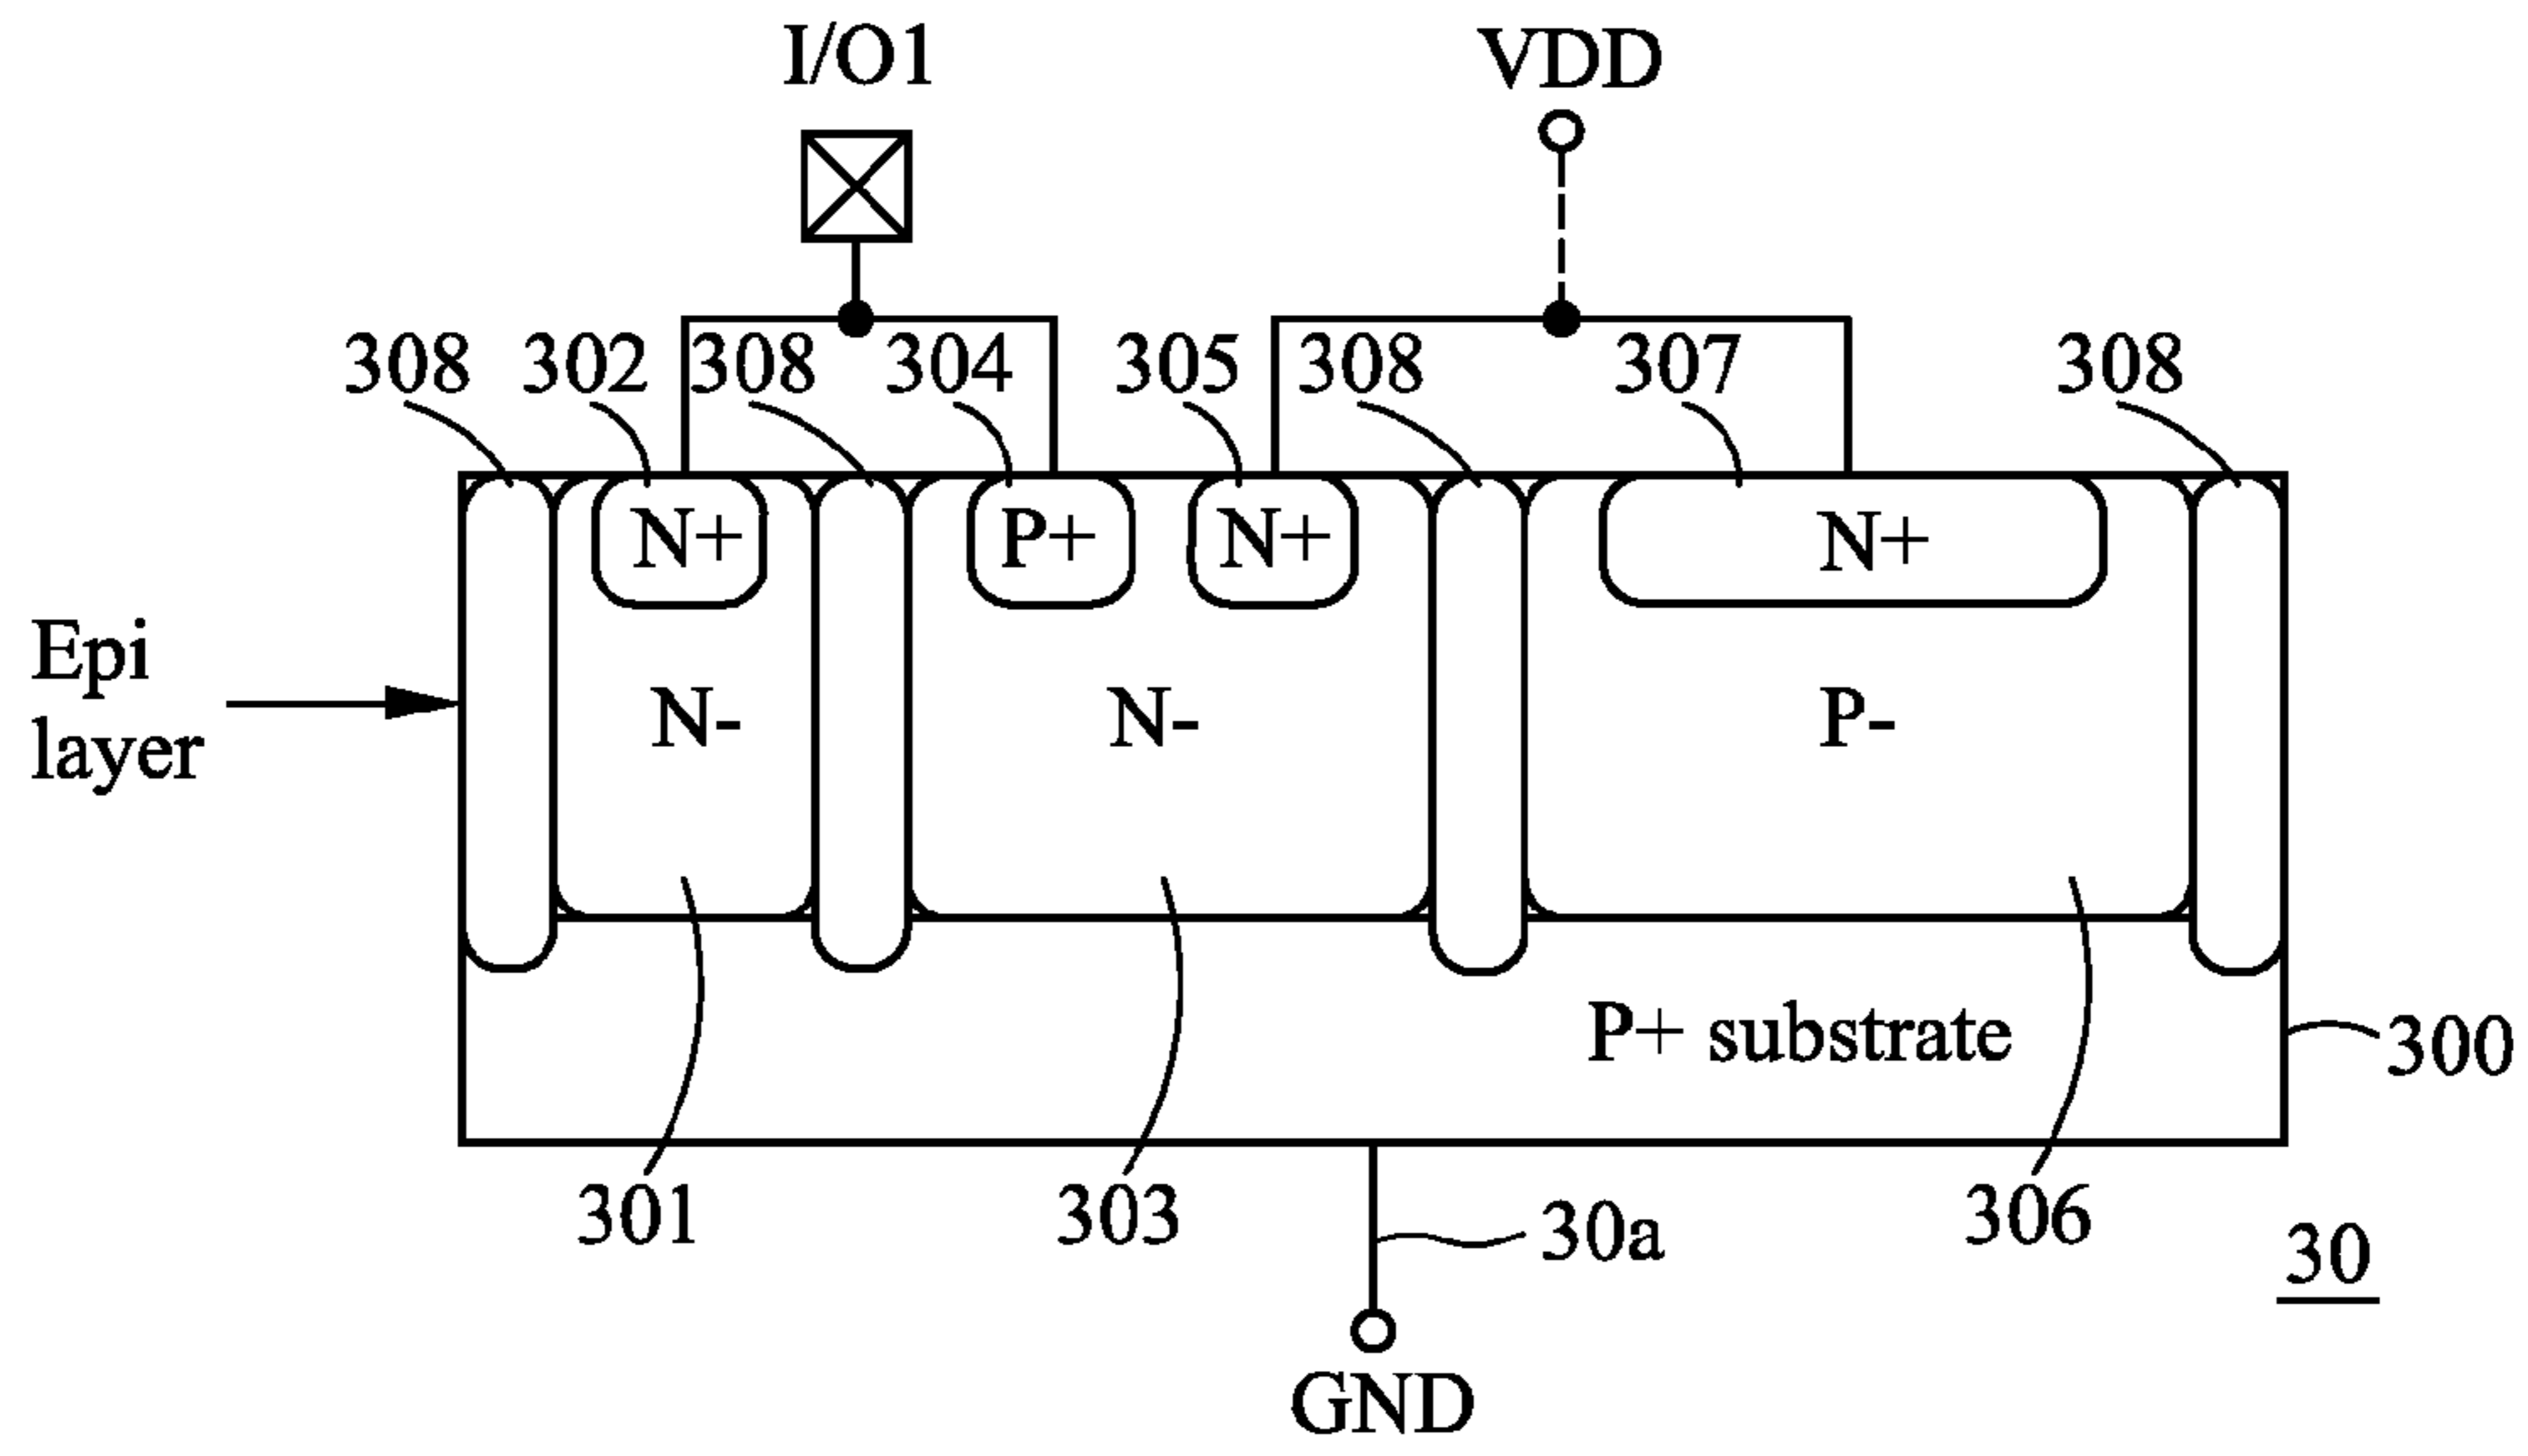 I/O1
VDD
308
302
308
304
305
308
307
308
N+
P+
N+
N+
Epi
layer
N-
N-
P-
P+ substrate
300
301
303
30a
306
30
GND